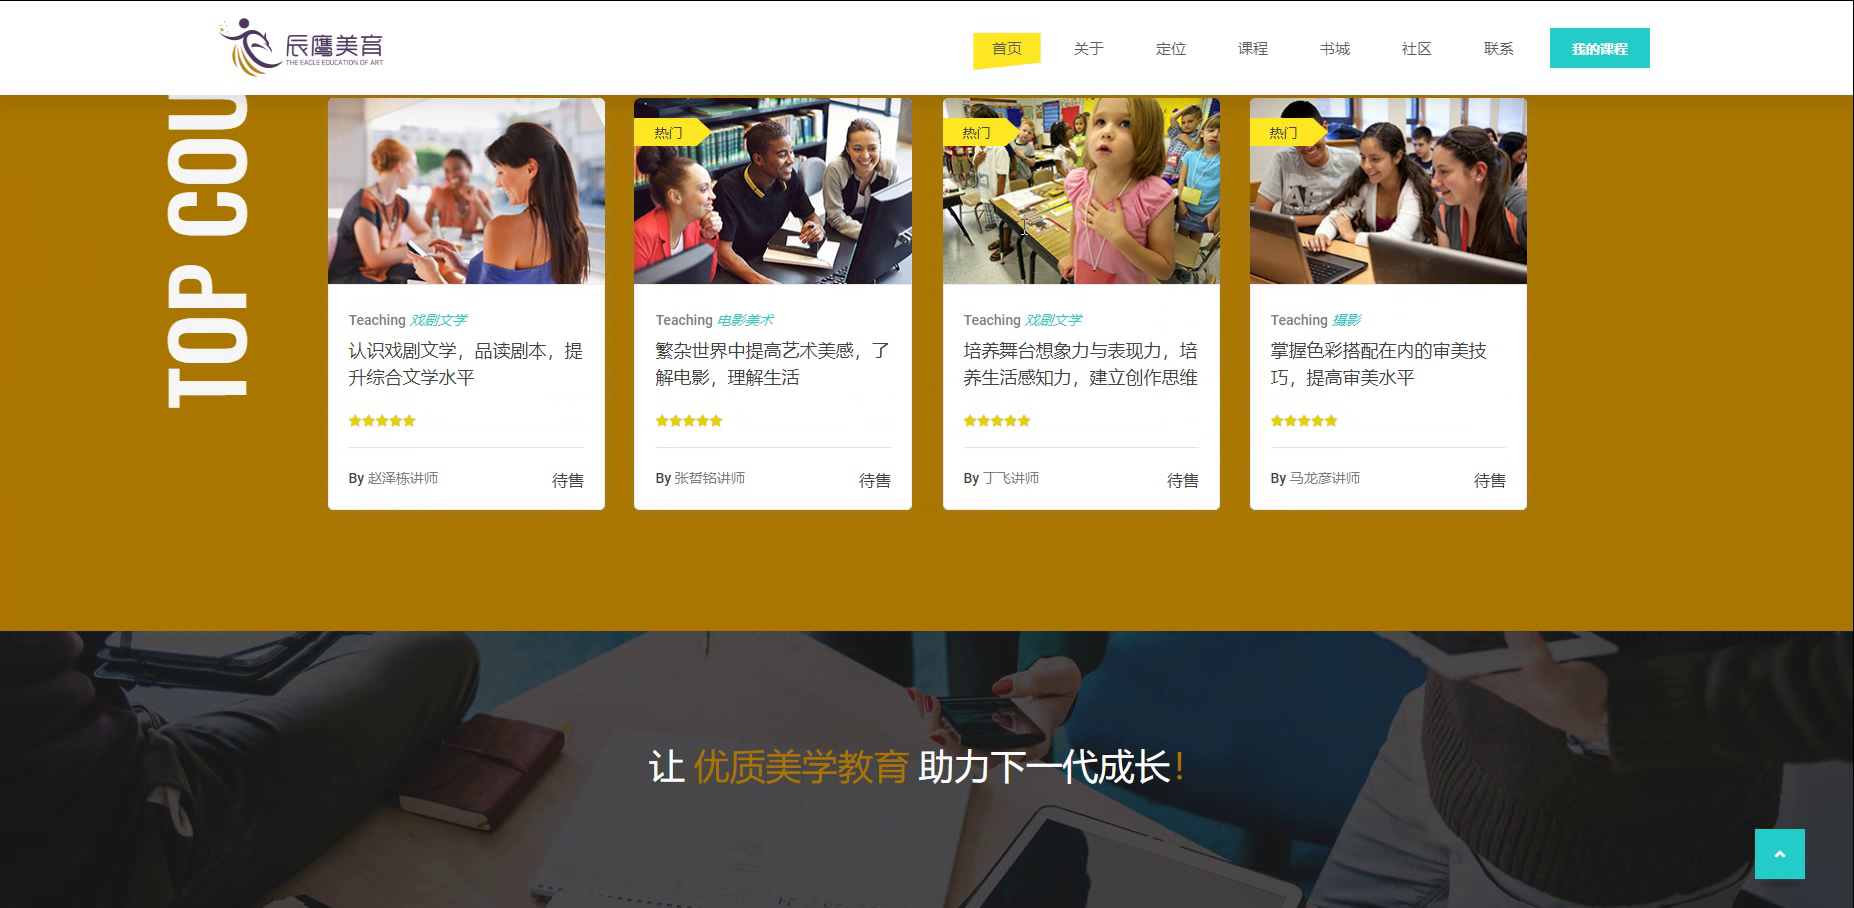 辰鹰美育
THE EAGLE EDUCATION OF ART
首页
关于
定位
课程
书城
社区
联系
我的课程
TOP COU
Teaching 戏剧文学
认识戏剧文学，品读剧本，提
升综合文学水平
By 赵泽栋讲师
待售
热门
Teaching 电影美术
繁杂世界中提高艺术美感，了
解电影，理解生活
By 张哲铭讲师
待售
热门
Teaching 戏剧文学
培养舞台想象力与表现力，培
养生活感知力，建立创作思维
By 丁飞讲师
待售
热门
Teaching 摄影
掌握色彩搭配在内的审美技
巧，提高审美水平
By 马龙彦讲师
待售
让 优质美学教育 助力下一代成长！